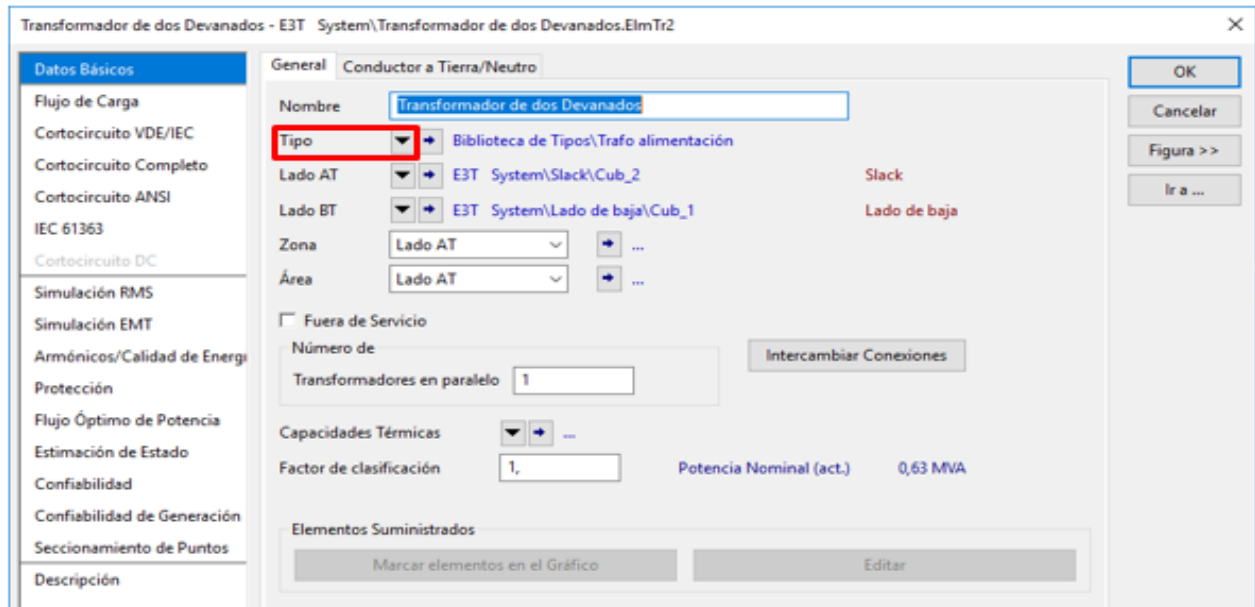 Transformador de dos Devanados - E3T System\Transformador de dos Devanados.ElmTr2
Datos Básicos
Flujo de Carga
Cortocircuito VDE/IEC
Cortocircuito Completo
Cortocircuito ANSI
IEC 61363
Cortocircuito DC
Simulación RMS
Simulación EMT
Armónicos/Calidad de Energi
Protección
Flujo Óptimo de Potencia
Estimación de Estado
Confiabilidad
Confiabilidad de Generación
Seccionamiento de Puntos
Descripción
General Conductor a Tierra/Neutro
Nombre Transformador de dos Devanados
Tipo Biblioteca de Tipos\Trafo alimentación
Lado AT E3T System\Slack\Cub_2 Slack
Lado BT E3T System\Lado de baja\Cub_1 Lado de baja
Zona Lado AT ...
Área Lado AT ...
Fuera de Servicio
Número de
Transformadores en paralelo 1
Intercambiar Conexiones
Capacidades Térmicas ...
Factor de clasificación 1, Potencia Nominal (act.) 0,63 MVA
Elementos Suministrados
Marcar elementos en el Gráfico Editar
OK
Cancelar
Figura >>
Ir a ...